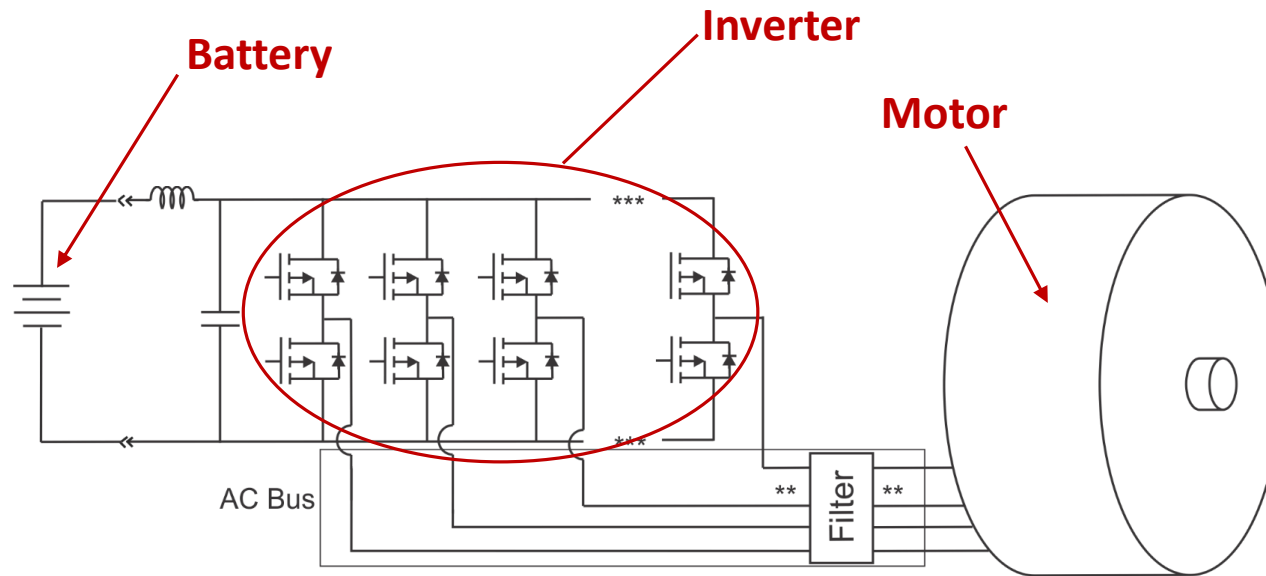 Inverter
Battery
Motor
***
***
AC Bus
**
Filter
**